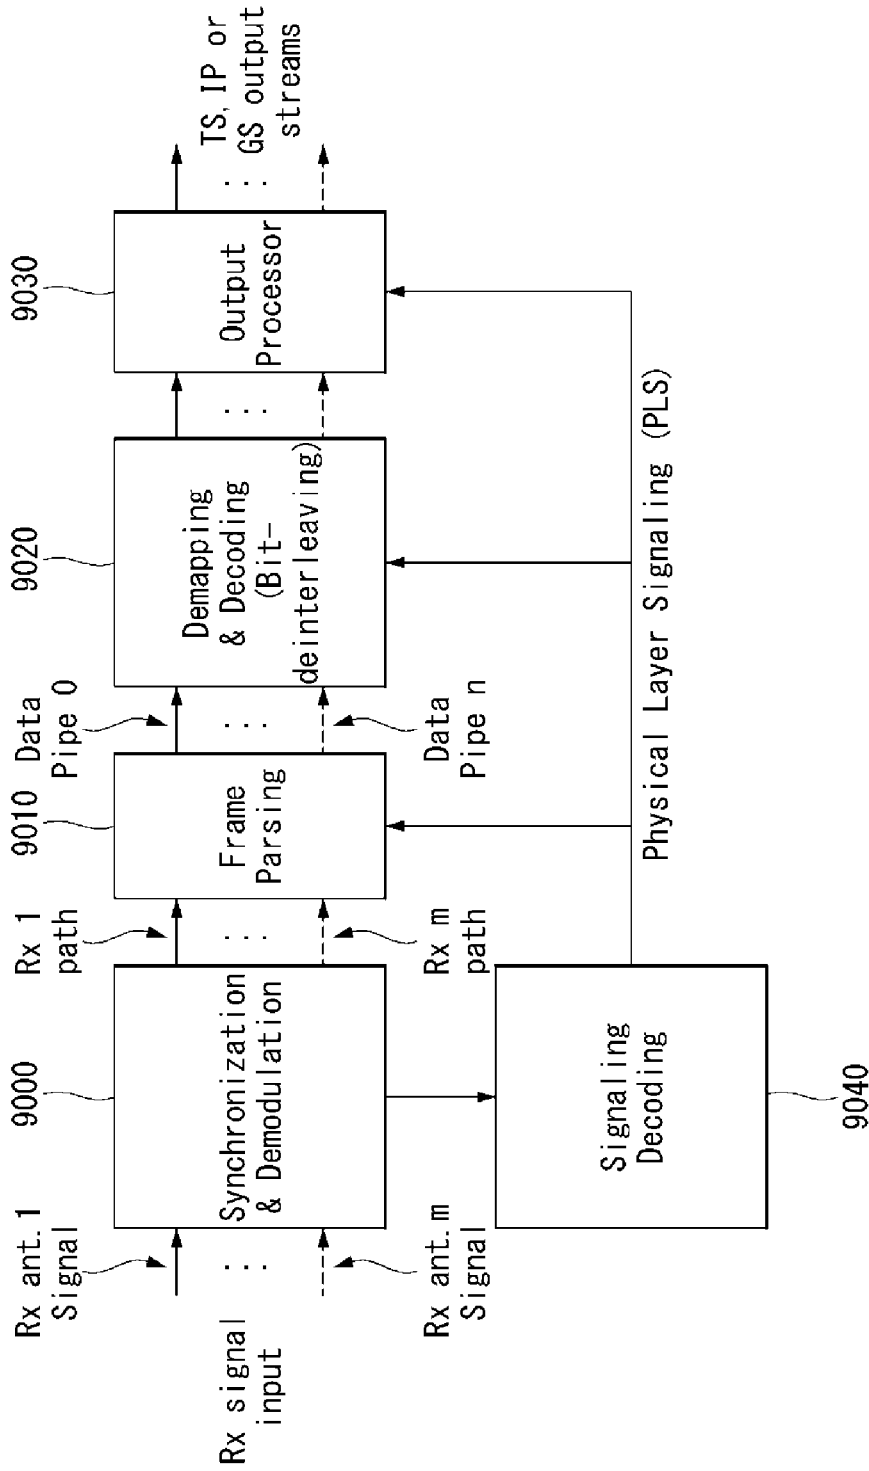 Rx signal
input
Rx ant.1
Signal
Rx ant.m
Signal
9000
Synchronization
& Demodulation
Rx 1
path
Rx m
path
9010
Frame
Parsing
Data
Pipe 0
Data
Pipe n
9020
Demapping
& Decoding
(Bit-
deinterleaving)
9030
Output
Processor
TS, IP or
GS output
streams
Signaling
Decoding
9040
Physical Layer Signaling (PLS)